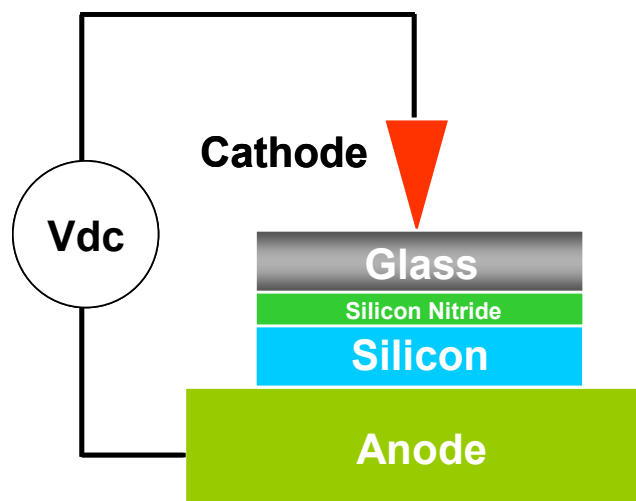 Cathode
Vdc
Glass
Silicon Nitride
Silicon
Anode